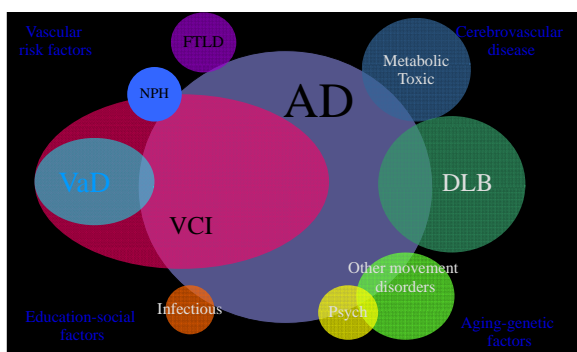 Vascular
risk factors
FTLD
Cerebrovascular
disease
Metabolic
Toxic
NPH
AD
VaD
DLB
VCI
Other movement
disorders
Infectious
Psych
Education-social
factors
Aging-genetic
factors